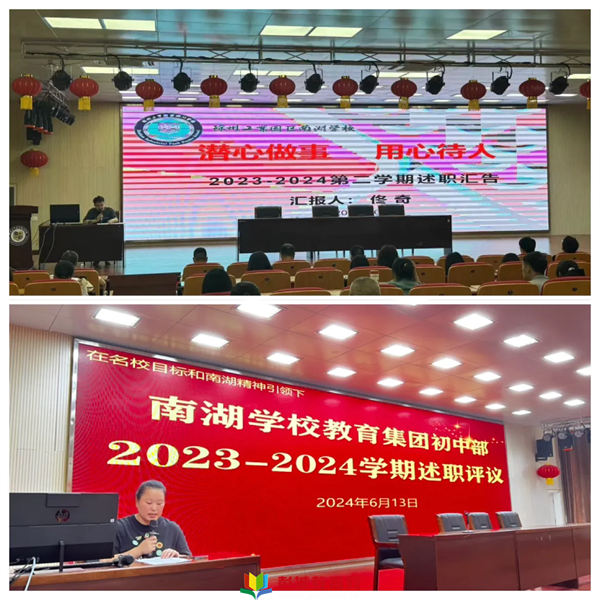 潜心做事 用心待人
2023-2024第二学期述职汇告
汇报人：佟奇
在名校目标和南湖精神引领下
南湖学校教育集团初中部
2023-2024学期述职评议
2024年6月13日